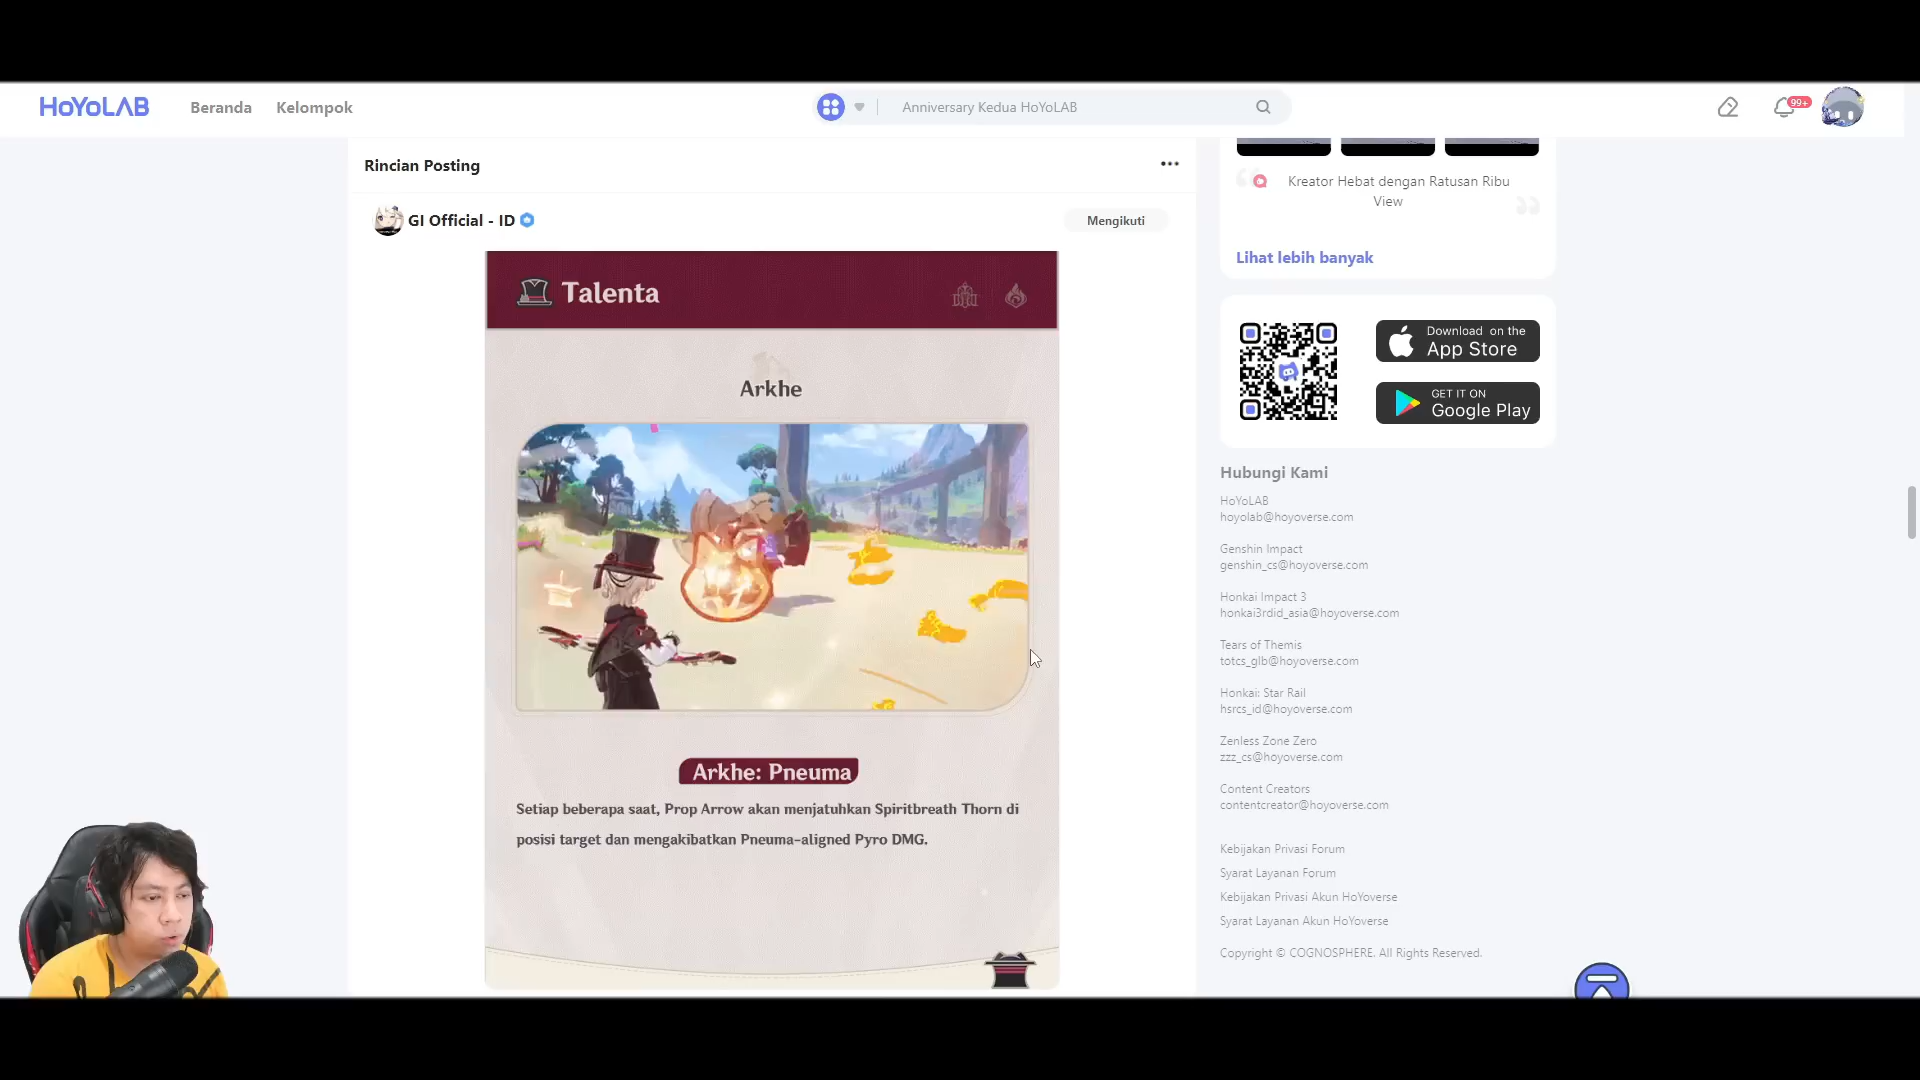 HoYoLAB
Beranda
Kelompok
Anniversary Kedua HoYoLAB
99+
Rincian Posting
GI Official - ID
Mengikuti
Talenta
Arkhe
Arkhe: Pneuma
Setiap beberapa saat, Prop Arrow akan menjatuhkan Spiritbreath Thorn di
posisi target dan mengakibatkan Pneuma-aligned Pyro DMG.
Kreator Hebat dengan Ratusan Ribu
View
Lihat lebih banyak
Download on the
App Store
GET IT ON
Google Play
Hubungi Kami
HoYoLAB
hoyolab@hoyoverse.com
Genshin Impact
genshin_cs@hoyoverse.com
Honkai Impact 3
honkai3rdid_asia@hoyoverse.com
Tears of Themis
totcs_glb@hoyoverse.com
Honkai: Star Rail
hsrcs_id@hoyoverse.com
Zenless Zone Zero
zzz_cs@hoyoverse.com
Content Creators
contentcreator@hoyoverse.com
Kebijakan Privasi Forum
Syarat Layanan Forum
Kebijakan Privasi Akun HoYoverse
Syarat Layanan Akun HoYoverse
Copyright © COGNOSPHERE. All Rights Reserved.